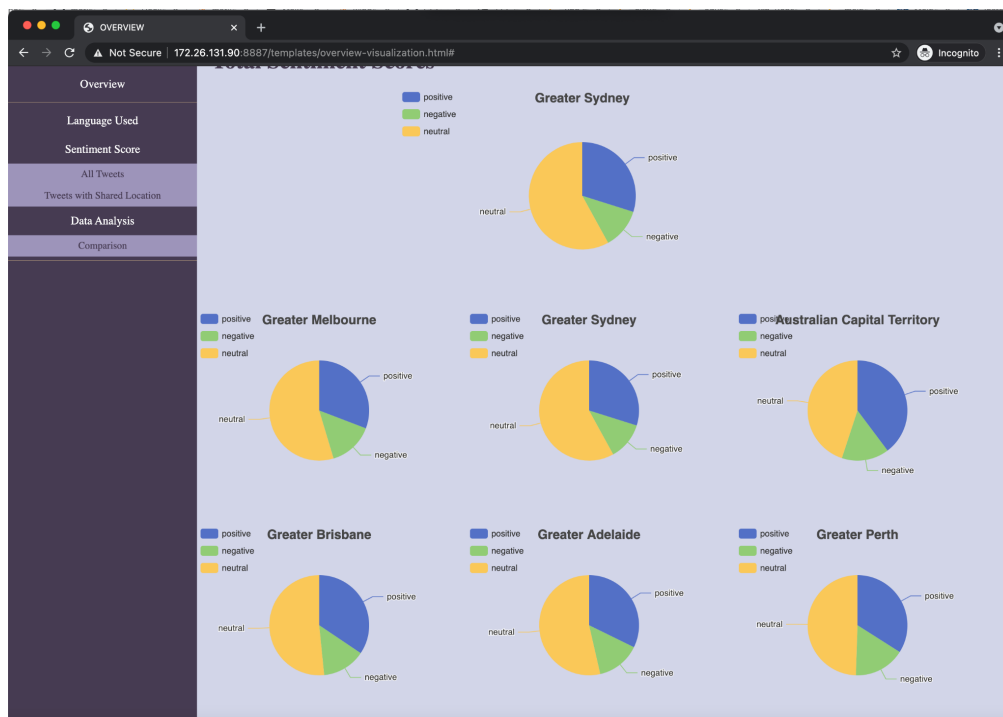 OVERVIEW
Not Secure | 172.26.131.90:8887/templates/overview-visualization.html#
Incognito
Overview
Language Used
Sentiment Score
All Tweets
Tweets with Shared Location
Data Analysis
Comparison
Total Sentiment Scores
positive
negative
neutral
Greater Sydney
positive
neutral
negative
positive
negative
neutral
Greater Melbourne
positive
neutral
negative
positive
negative
neutral
Greater Sydney
positive
neutral
negative
positive
negative
neutral
Australian Capital Territory
positive
neutral
negative
positive
negative
neutral
Greater Brisbane
positive
neutral
negative
positive
negative
neutral
Greater Adelaide
positive
neutral
negative
positive
negative
neutral
Greater Perth
positive
neutral
negative